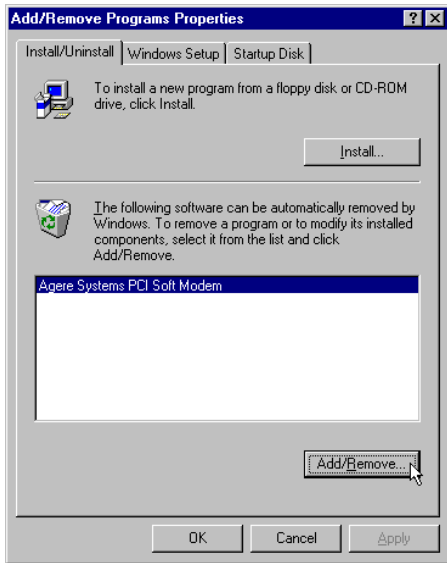 Add/Remove Programs Properties
Install/Uninstall
Windows Setup
Startup Disk
To install a new program from a floppy disk or CD-ROM
drive, click Install.
Install...
The following software can be automatically removed by
Windows. To remove a program or to modify its installed
components, select it from the list and click
Add/Remove.
Agere Systems PCI Soft Modem
Add/Remove...
OK
Cancel
Apply